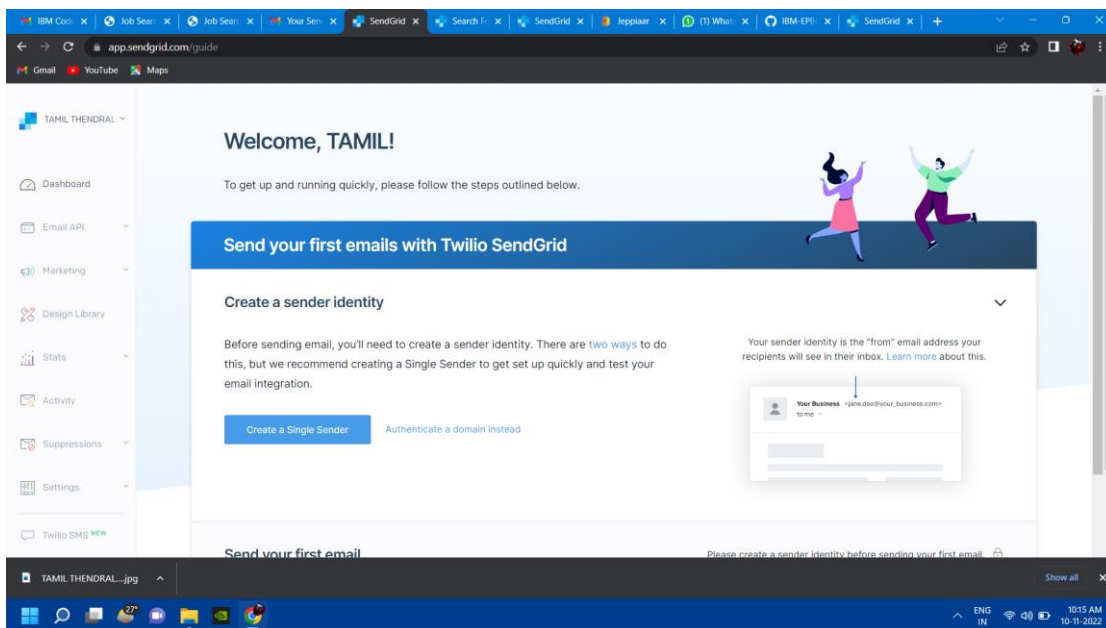 IBM Code
Job Sear
Job Sear
Your Sen
SendGrid
Search Fo
SendGrid
Jeppiaar
(1) What
IBM-EPB
SendGrid
app.sendgrid.com/guide
Gmail
YouTube
Maps
TAMIL THENDRAL
Dashboard
Email API
Marketing
Design Library
Stats
Activity
Suppressions
Settings
Twilio SMS NEW
Welcome, TAMIL!
To get up and running quickly, please follow the steps outlined below.
Send your first emails with Twilio SendGrid
Create a sender identity
Before sending email, you'll need to create a sender identity. There are two ways to do
this, but we recommend creating a Single Sender to get set up quickly and test your
email integration.
Create a Single Sender
Authenticate a domain instead
Your sender identity is the "from" email address your
recipients will see in their inbox. Learn more about this.
Your Business <jane.doe@your_business.com>
to me
Send your first email
Please create a sender identity before sending your first email.
TAMIL THENDRAL....jpg
Show all
27°
ENG
IN
10:15 AM
10-11-2022